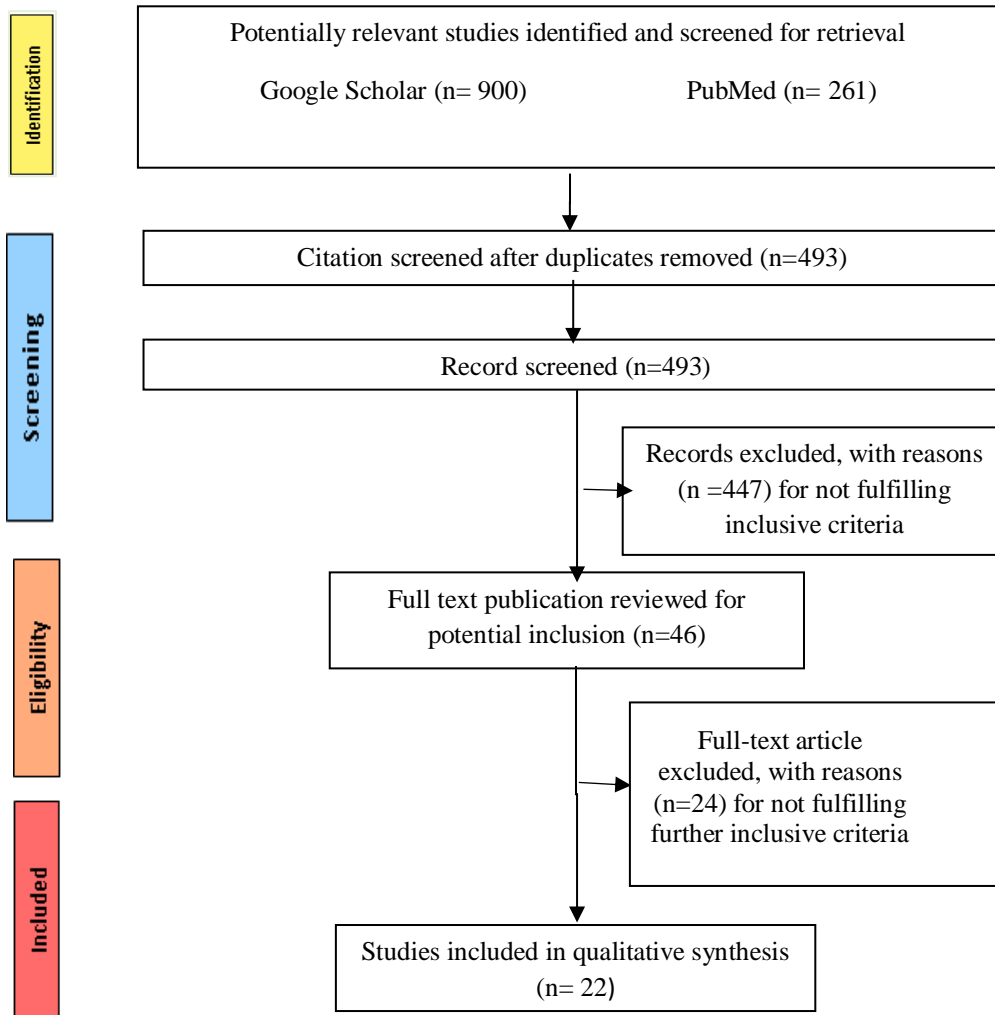 Identification
Potentially relevant studies identified and screened for retrieval
Google Scholar (n= 900) PubMed (n= 261)
Screening
Citation screened after duplicates removed (n=493)
Record screened (n=493)
Records excluded, with reasons
(n =447) for not fulfilling
inclusive criteria
Eligibility
Full text publication reviewed for
potential inclusion (n=46)
Full-text article
excluded, with reasons
(n=24) for not fulfilling
further inclusive criteria
Included
Studies included in qualitative synthesis
(n= 22)